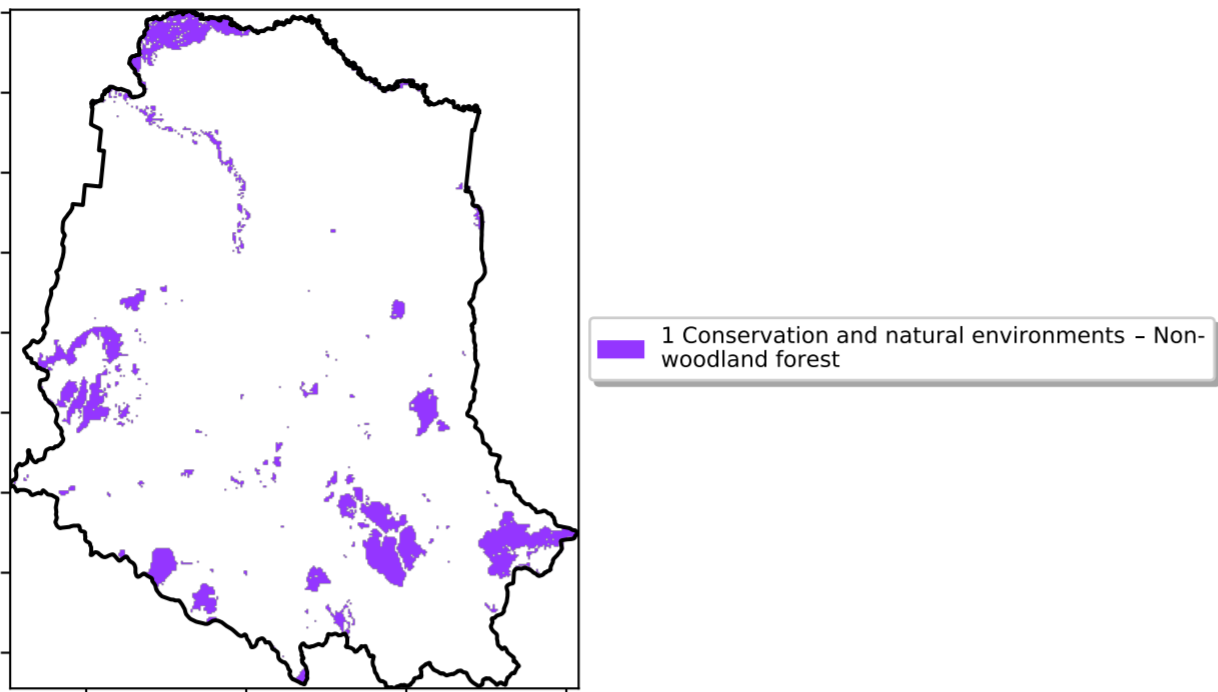 1 Conservation and natural environments – Non-
woodland forest